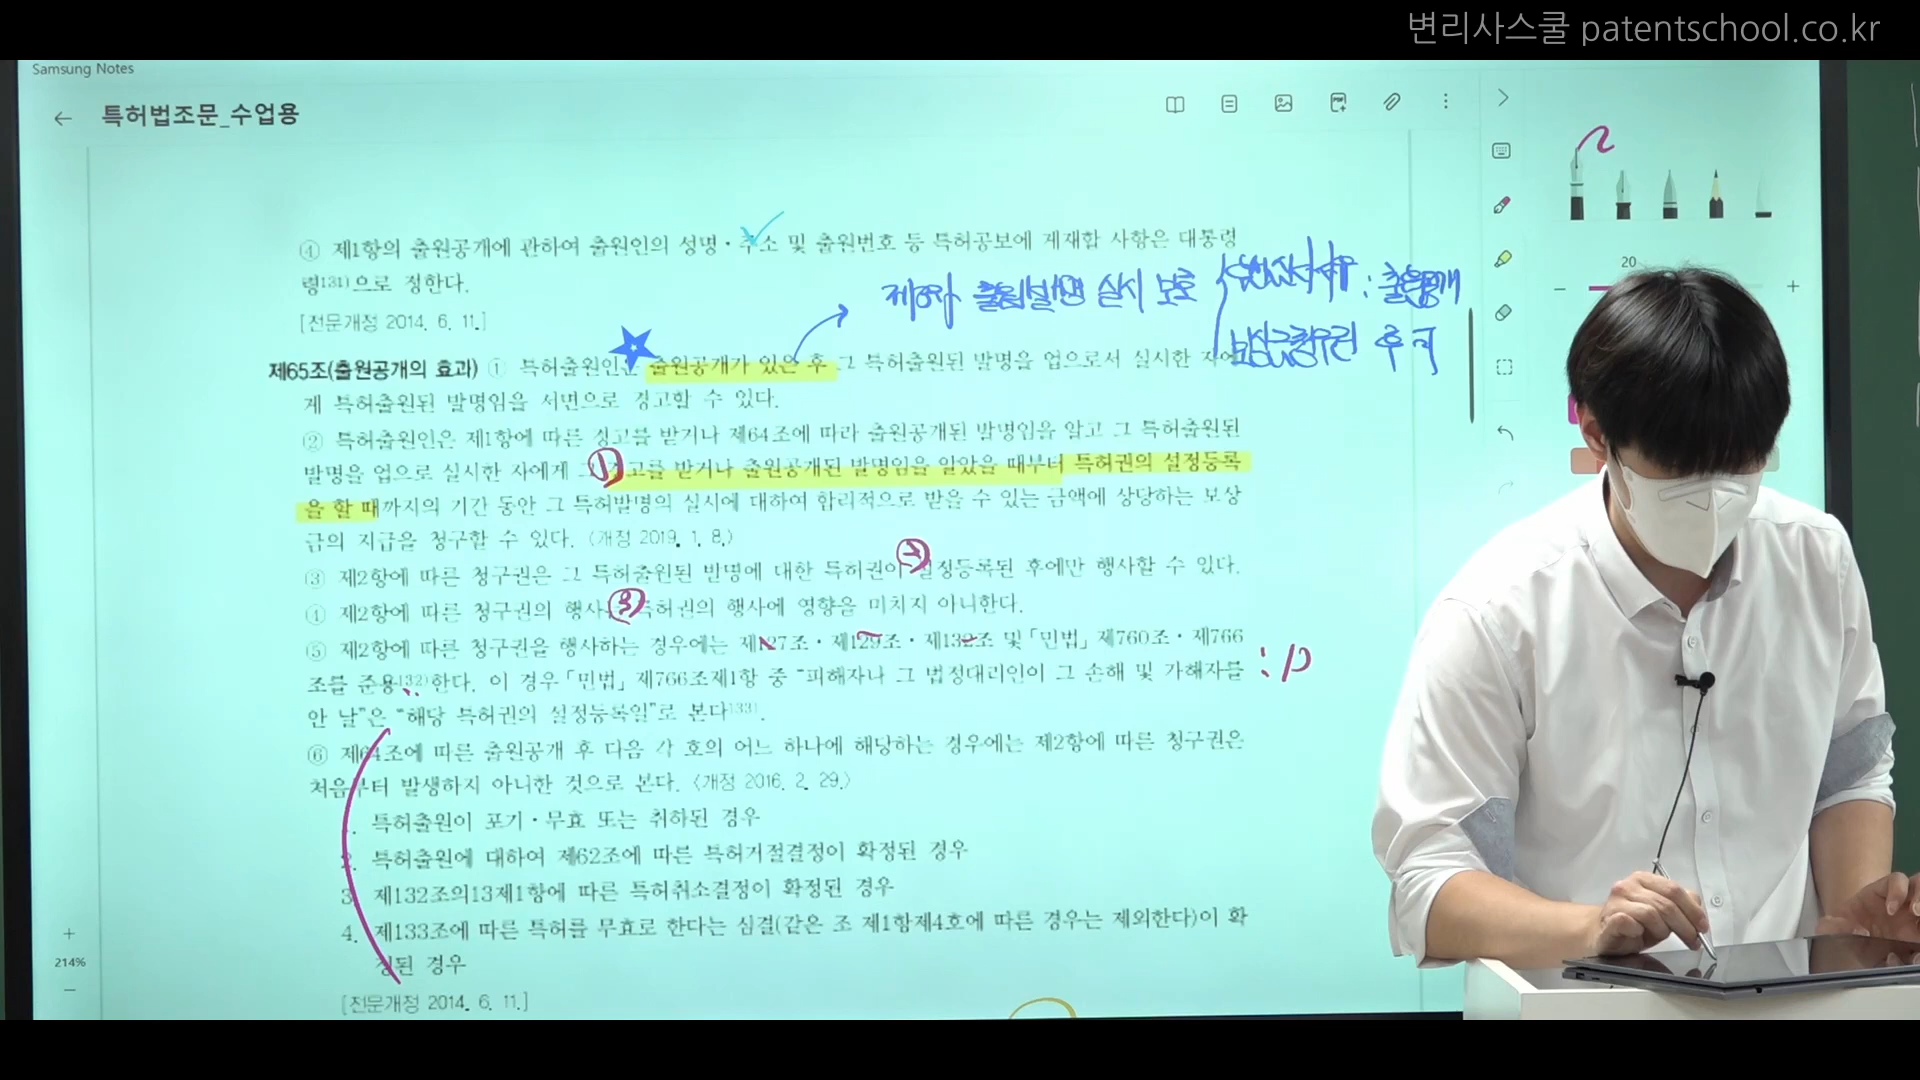 변리사스쿨 patentschool.co.kr
Samsung Notes
특허법조문_수업용
20
④ 제1항의 출원공개에 관하여 출원인의 성명·주소 및 출원번호 등 특허공보에 게재할 사항은 대통령
령131)으로 정한다.
[전문개정 2014. 6. 11.]
제3자 출원발명 실시 보호
: 출원공개
보상금청구권
제65조(출원공개의 효과) ① 특허출원인은 출원공개가 있은 후 그 특허출원된 발명을 업으로서 실시한 자에
게 특허출원된 발명임을 서면으로 경고할 수 있다.
② 특허출원인은 제1항에 따른 경고를 받거나 제64조에 따라 출원공개된 발명임을 알고 그 특허출원된
발명을 업으로 실시한 자에게 그 경고를 받거나 출원공개된 발명임을 알았을 때부터 특허권의 설정등록
을 할 때까지의 기간 동안 그 특허발명의 실시에 대하여 합리적으로 받을 수 있는 금액에 상당하는 보상
금의 지급을 청구할 수 있다. 〈개정 2019. 1. 8.〉
③ 제2항에 따른 청구권은 그 특허출원된 발명에 대한 특허권이 설정등록된 후에만 행사할 수 있다.
④ 제2항에 따른 청구권의 행사는 특허권의 행사에 영향을 미치지 아니한다.
⑤ 제2항에 따른 청구권을 행사하는 경우에는 제127조·제129조·제132조 및 「민법」 제760조·제766
조를 준용132)한다. 이 경우 「민법」 제766조제1항 중 "피해자나 그 법정대리인이 그 손해 및 가해자를
안 날"은 "해당 특허권의 설정등록일"로 본다133).
⑥ 제64조에 따른 출원공개 후 다음 각 호의 어느 하나에 해당하는 경우에는 제2항에 따른 청구권은
처음부터 발생하지 아니한 것으로 본다. 〈개정 2016. 2. 29.〉
1. 특허출원이 포기·무효 또는 취하된 경우
2. 특허출원에 대하여 제62조에 따른 특허거절결정이 확정된 경우
3. 제132조의13제1항에 따른 특허취소결정이 확정된 경우
4. 제133조에 따른 특허를 무효로 한다는 심결(같은 조 제1항제4호에 따른 경우는 제외한다)이 확
정된 경우
[전문개정 2014. 6. 11.]
214%